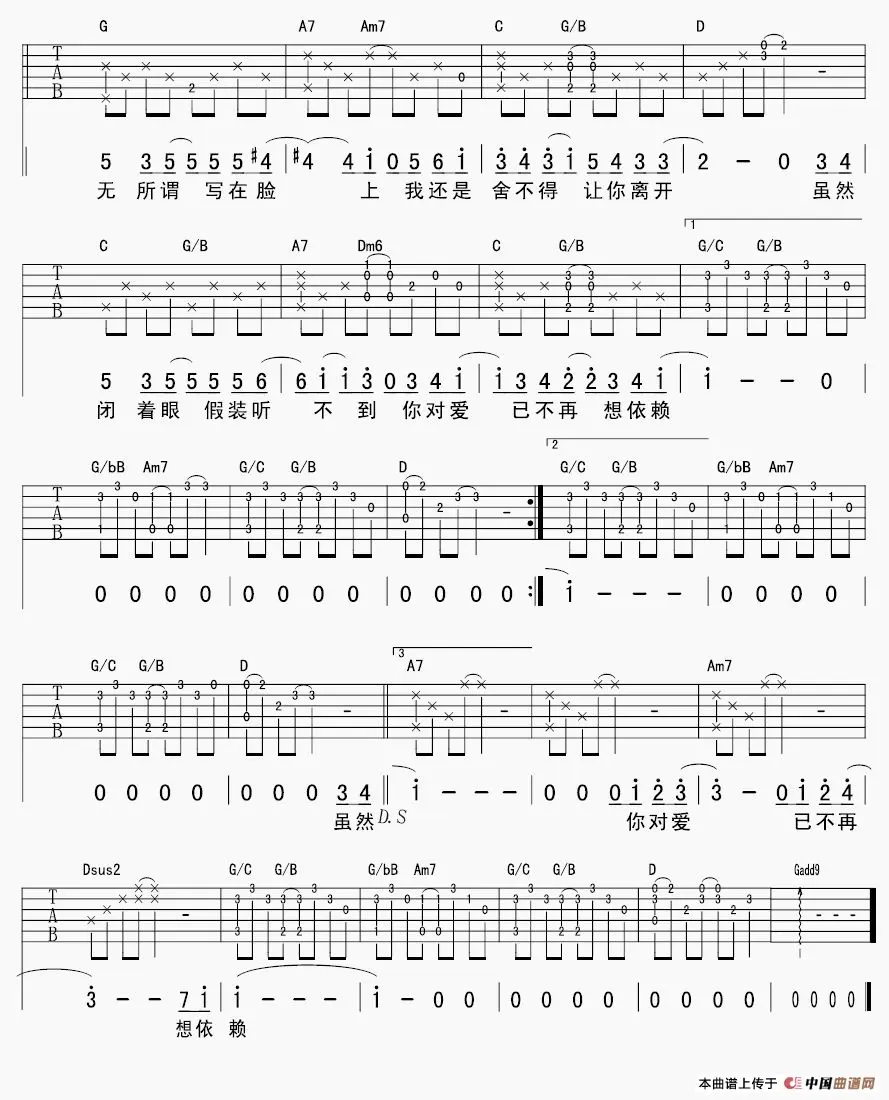 G A7 Am7 C G/B D
5 3 5 5 5 5 #4 | #4 4 i 0 5 6 i | 3 4 3 i 5 4 3 3 | 2 - 0 3 4
无 所谓 写在脸 上 我还是 舍不得 让你离开 虽然
1
C G/B A7 Dm6 C G/B G/C G/B
5 3 5 5 5 5 6 | 6 i i 3 0 3 4 i | i 3 4 2 2 3 4 i | i - - 0
闭 着眼 假装听 不 到 你对爱 已不再 想依赖
2
G/bB Am7 G/C G/B D G/C G/B G/bB Am7
0 0 0 0 | 0 0 0 0 | 0 0 0 0 :| i - - - | 0 0 0 0
3
G/C G/B D A7 Am7
0 0 0 0 | 0 0 0 3 4 || i - - - | 0 0 0 i 2 3 | 3 - 0 i 2 4
虽然 D.S 你对爱 已不再
Dsus2 G/C G/B G/bB Am7 G/C G/B D Gadd9
3 - - 7 i | i - - - | i - 0 0 | 0 0 0 0 | 0 0 0 0 | 0 0 0 0
想依 赖
本曲谱上传于 中国曲谱网